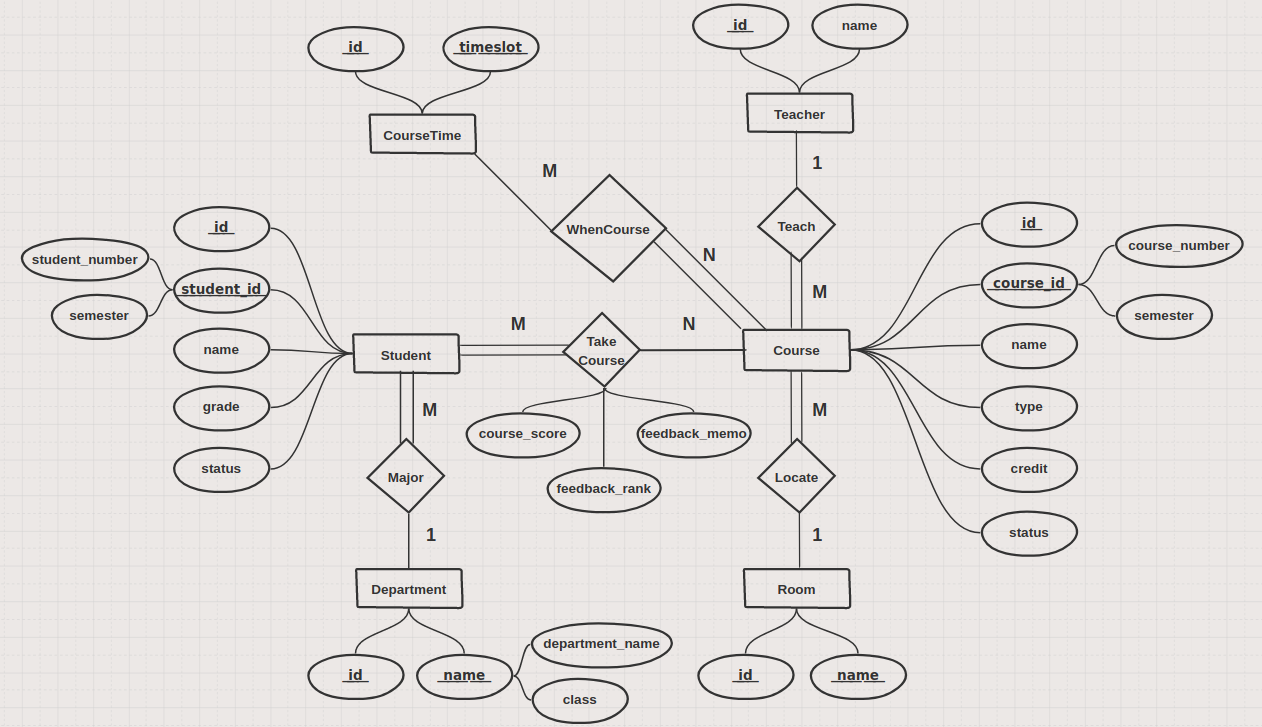 id
name
id
timeslot
Teacher
CourseTime
1
M
id
id
student_number
student_id
semester
name
grade
status
WhenCourse
Teach
N
M
id
course_number
course_id
semester
name
type
credit
status
M
N
Take
Course
Student
Course
M
M
course_score
feedback_memo
feedback_rank
Major
Locate
1
1
Department
Room
department_name
id
name
class
id
name